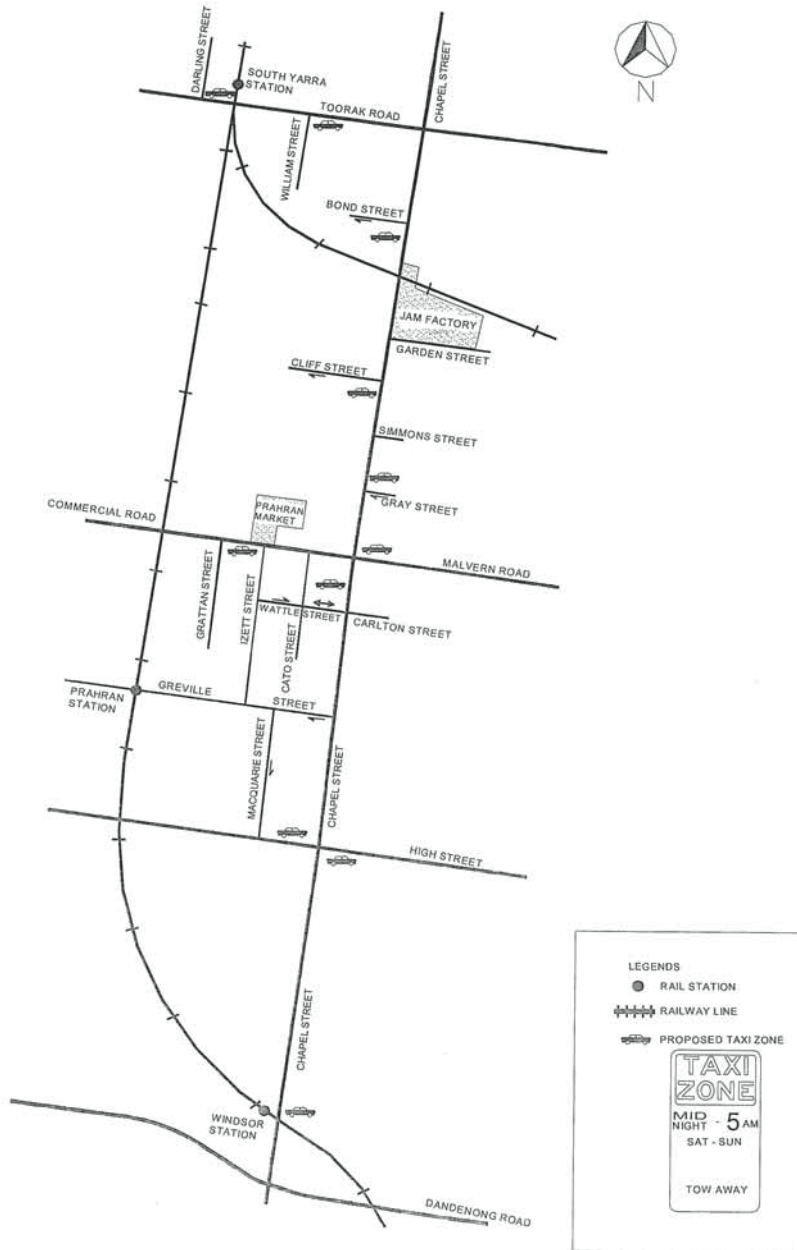 DARLING STREET
SOUTH YARRA
STATION
CHAPEL STREET
N
TOORAK ROAD
WILLIAM STREET
BOND STREET
JAM FACTORY
GARDEN STREET
CLIFF STREET
SIMMONS STREET
GRAY STREET
COMMERCIAL ROAD
PRAHRAN
MARKET
MALVERN ROAD
GRATTAN STREET
IZETT STREET
WATTLE STREET
CATO STREET
CARLTON STREET
PRAHRAN
STATION
GREVILLE
STREET
MACQUARIE STREET
CHAPEL STREET
HIGH STREET
CHAPEL STREET
WINDSOR
STATION
DANDENONG ROAD
LEGENDS
RAIL STATION
RAILWAY LINE
PROPOSED TAXI ZONE
TAXI
ZONE
MID
NIGHT - 5 AM
SAT - SUN
TOW AWAY